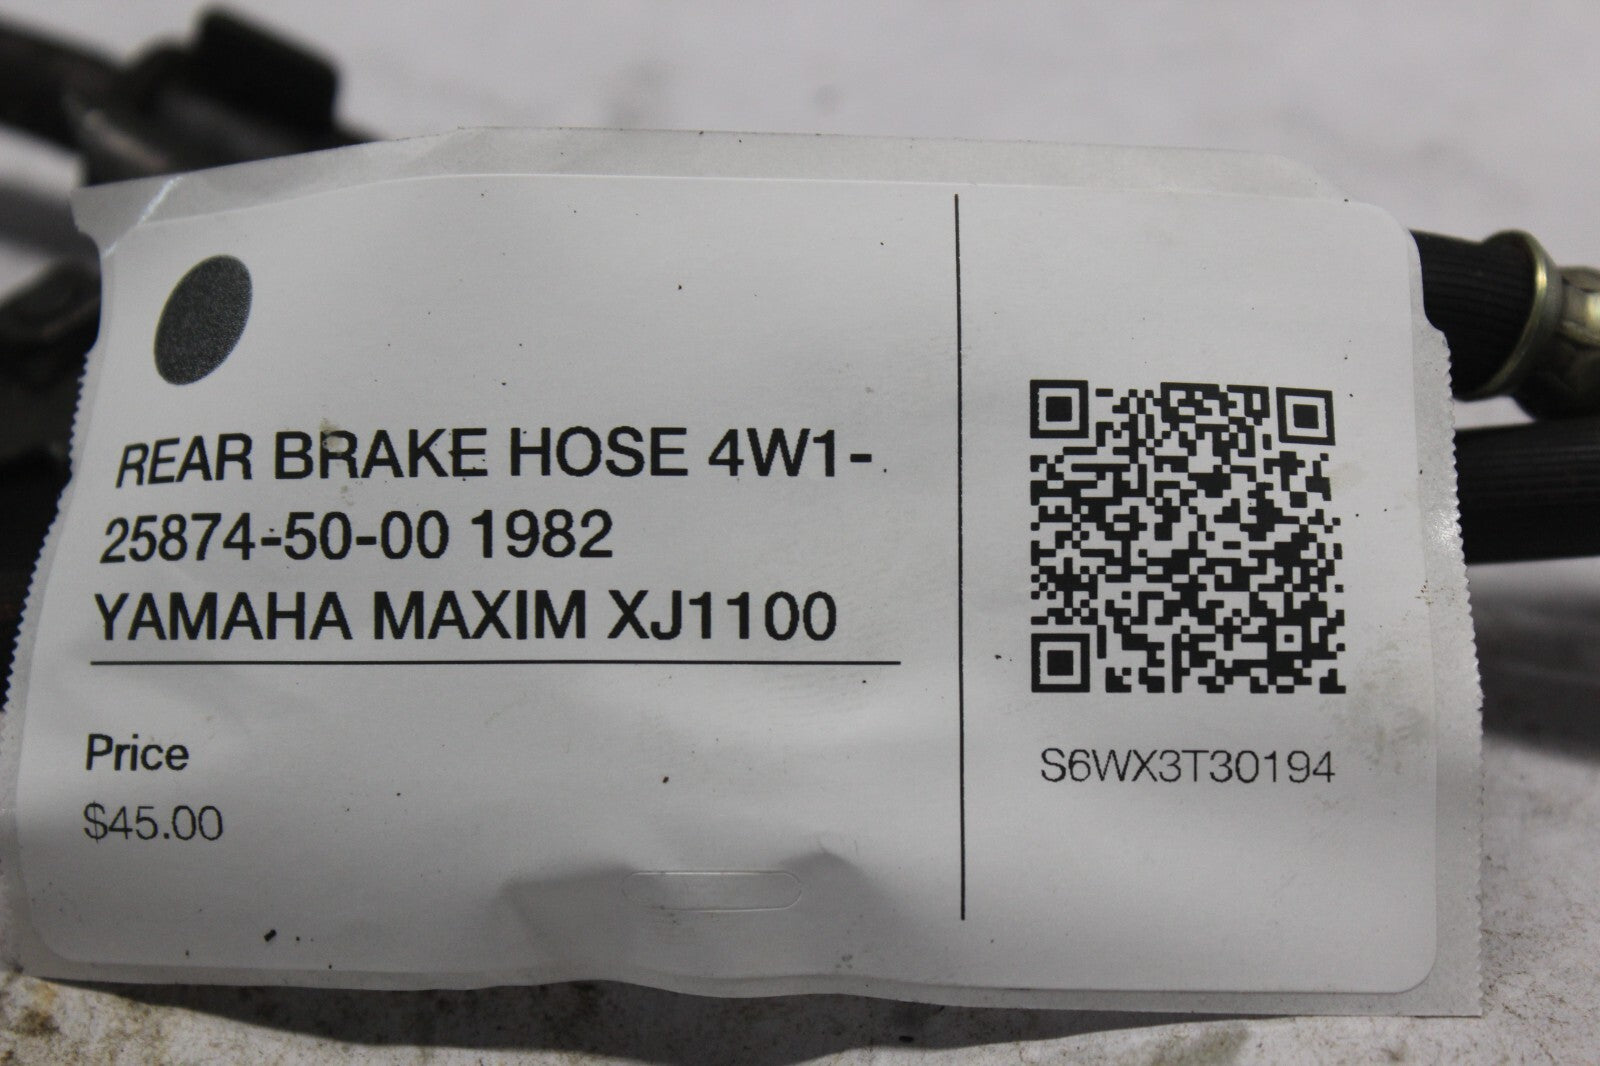 REAR BRAKE HOSE 4W1-
25874-50-00 1982
YAMAHA MAXIM XJ1100
Price
$45.00
S6WX3T30194